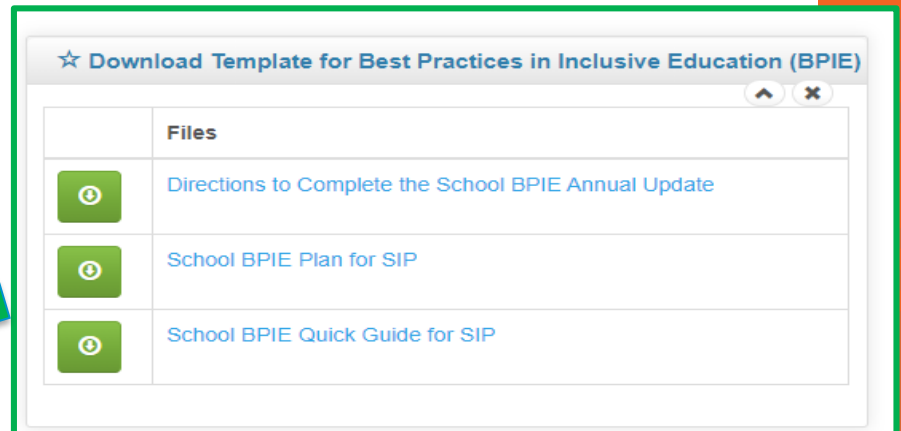 ☆ Download Template for Best Practices in Inclusive Education (BPIE)
Files
Directions to Complete the School BPIE Annual Update
School BPIE Plan for SIP
School BPIE Quick Guide for SIP